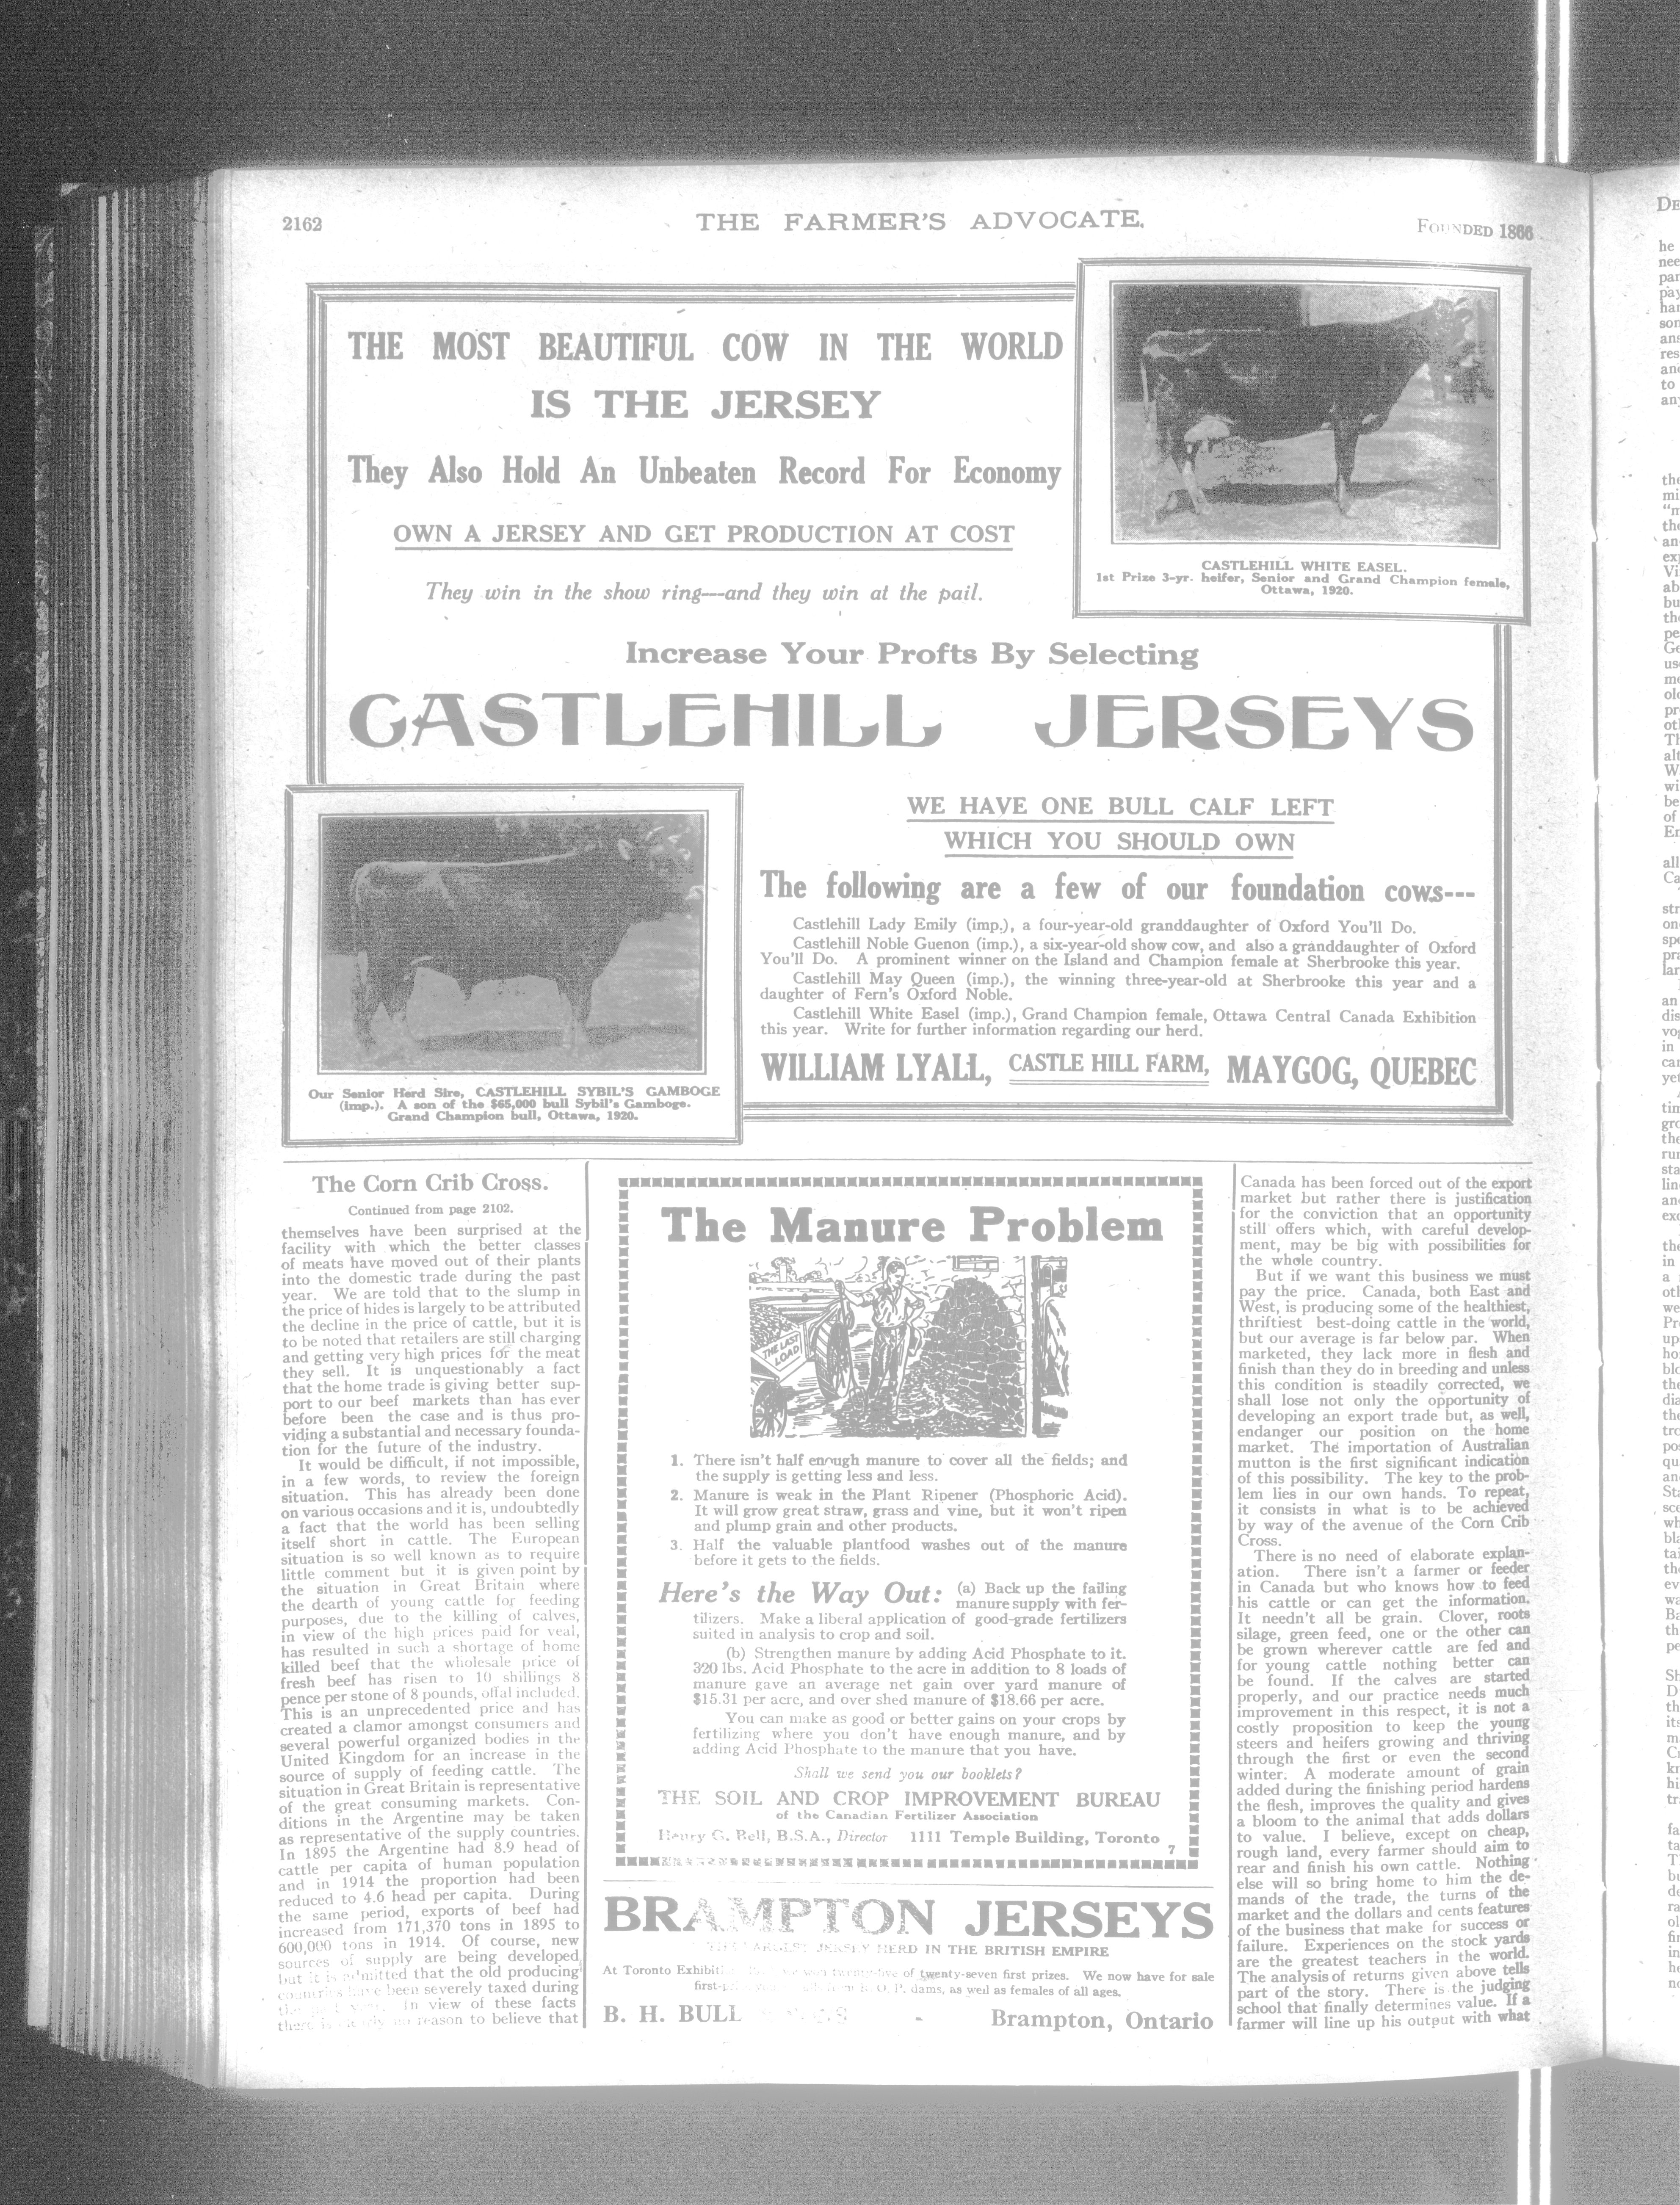 2162
THE FARMER'S ADVOCATE.
FOUNDED 1866
THE MOST BEAUTIFUL COW IN THE WORLD
IS THE JERSEY
They Also Hold An Unbeaten Record For Economy
OWN A JERSEY AND GET PRODUCTION AT COST
They win in the show ring---and they win at the pail.
CASTLEHILL WHITE EASEL.
1st Prize 3-yr. heifer, Senior and Grand Champion female,
Ottawa, 1920.
Increase Your Profts By Selecting
CASTLEHILL JERSEYS
Our Senior Herd Sire, CASTLEHILL SYBIL'S GAMBOGE
(imp.). A son of the $65,000 bull Sybil's Gamboge.
Grand Champion bull, Ottawa, 1920.
WE HAVE ONE BULL CALF LEFT
WHICH YOU SHOULD OWN
The following are a few of our foundation cows---
Castlehill Lady Emily (imp.), a four-year-old granddaughter of Oxford You'll Do.
Castlehill Noble Guenon (imp.), a six-year-old show cow, and also a granddaughter of Oxford
You'll Do. A prominent winner on the Island and Champion female at Sherbrooke this year.
Castlehill May Queen (imp.), the winning three-year-old at Sherbrooke this year and a
daughter of Fern's Oxford Noble.
Castlehill White Easel (imp.), Grand Champion female, Ottawa Central Canada Exhibition
this year. Write for further information regarding our herd.
WILLIAM LYALL, CASTLE HILL FARM, MAYGOG, QUEBEC
The Corn Crib Cross.
Continued from page 2102.
themselves have been surprised at the
facility with which the better classes
of meats have moved out of their plants
into the domestic trade during the past
year. We are told that to the slump in
the price of hides is largely to be attributed
the decline in the price of cattle, but it is
to be noted that retailers are still charging
and getting very high prices for the meat
they sell. It is unquestionably a fact
that the home trade is giving better sup-
port to our beef markets than has ever
before been the case and is thus pro-
viding a substantial and necessary founda-
tion for the future of the industry.
It would be difficult, if not impossible,
in a few words, to review the foreign
situation. This has already been done
on various occasions and it is, undoubtedly
a fact that the world has been selling
itself short in cattle. The European
situation is so well known as to require
little comment but it is given point by
the situation in Great Britain where
the dearth of young cattle for feeding
purposes, due to the killing of calves,
in view of the high prices paid for veal,
has resulted in such a shortage of home
killed beef that the wholesale price of
fresh beef has risen to 10 shillings 8
pence per stone of 8 pounds, offal included.
This is an unprecedented price and has
created a clamor amongst consumers and
several powerful organized bodies in the
United Kingdom for an increase in the
source of supply of feeding cattle. The
situation in Great Britain is representative
of the great consuming markets. Con-
ditions in the Argentine may be taken
as representative of the supply countries.
In 1895 the Argentine had 8.9 head of
cattle per capita of human population
and in 1914 the proportion had been
reduced to 4.6 head per capita. During
the same period, exports of beef had
increased from 171,370 tons in 1895 to
600,000 tons in 1914. Of course, new
sources of supply are being developed
but it is admitted that the old producing
countries have been severely taxed during
the In view of these facts
there is reason to believe that
The Manure Problem
THE LAST
LOAD
1. There isn't half enough manure to cover all the fields; and
the supply is getting less and less.
2. Manure is weak in the Plant Ripener (Phosphoric Acid).
It will grow great straw, grass and vine, but it won't ripen
and plump grain and other products.
3. Half the valuable plantfood washes out of the manure
before it gets to the fields.
Here's the Way Out: (a) Back up the failing
manure supply with fer-
tilizers. Make a liberal application of good-grade fertilizers
suited in analysis to crop and soil.
(b) Strengthen manure by adding Acid Phosphate to it.
320 lbs. Acid Phosphate to the acre in addition to 8 loads of
manure gave an average net gain over yard manure of
$15.31 per acre, and over shed manure of $18.66 per acre.
You can make as good or better gains on your crops by
fertilizing where you don't have enough manure, and by
adding Acid Phosphate to the manure that you have.
Shall we send you our booklets?
THE SOIL AND CROP IMPROVEMENT BUREAU
of the Canadian Fertilizer Association
Henry G. Bell, B.S.A., Director 1111 Temple Building, Toronto
7
BRAMPTON JERSEYS
THE LARGEST JERSEY HERD IN THE BRITISH EMPIRE
At Toronto twenty-five of twenty-seven first prizes. We now have for sale
R. O. P. dams, as well as females of all ages.
B. H. BULL Brampton, Ontario
Canada has been forced out of the export
market but rather there is justification
for the conviction that an opportunity
still offers which, with careful develop-
ment, may be big with possibilities for
the whole country.
But if we want this business we must
pay the price. Canada, both East and
West, is producing some of the healthiest,
thriftiest best-doing cattle in the world,
but our average is far below par. When
marketed, they lack more in flesh and
finish than they do in breeding and unless
this condition is steadily corrected, we
shall lose not only the opportunity of
developing an export trade but, as well,
endanger our position on the home
market. The importation of Australian
mutton is the first significant indication
of this possibility. The key to the prob-
lem lies in our own hands. To repeat,
it consists in what is to be achieved
by way of the avenue of the Corn Crib
Cross.
There is no need of elaborate explan-
ation. There isn't a farmer or feeder
in Canada but who knows how to feed
his cattle or can get the information.
It needn't all be grain. Clover, roots
silage, green feed, one or the other can
be grown wherever cattle are fed and
for young cattle nothing better can
be found. If the calves are started
properly, and our practice needs much
improvement in this respect, it is not a
costly proposition to keep the young
steers and heifers growing and thriving
through the first or even the second
winter. A moderate amount of grain
added during the finishing period hardens
the flesh, improves the quality and gives
a bloom to the animal that adds dollars
to value. I believe, except on cheap,
rough land, every farmer should aim to
rear and finish his own cattle. Nothing
else will so bring home to him the de-
mands of the trade, the turns of the
market and the dollars and cents features
of the business that make for success or
failure. Experiences on the stock yards
are the greatest teachers in the world.
The analysis of returns given above tells
part of the story. There is the judging
school that finally determines value. If a
farmer will line up his output with what